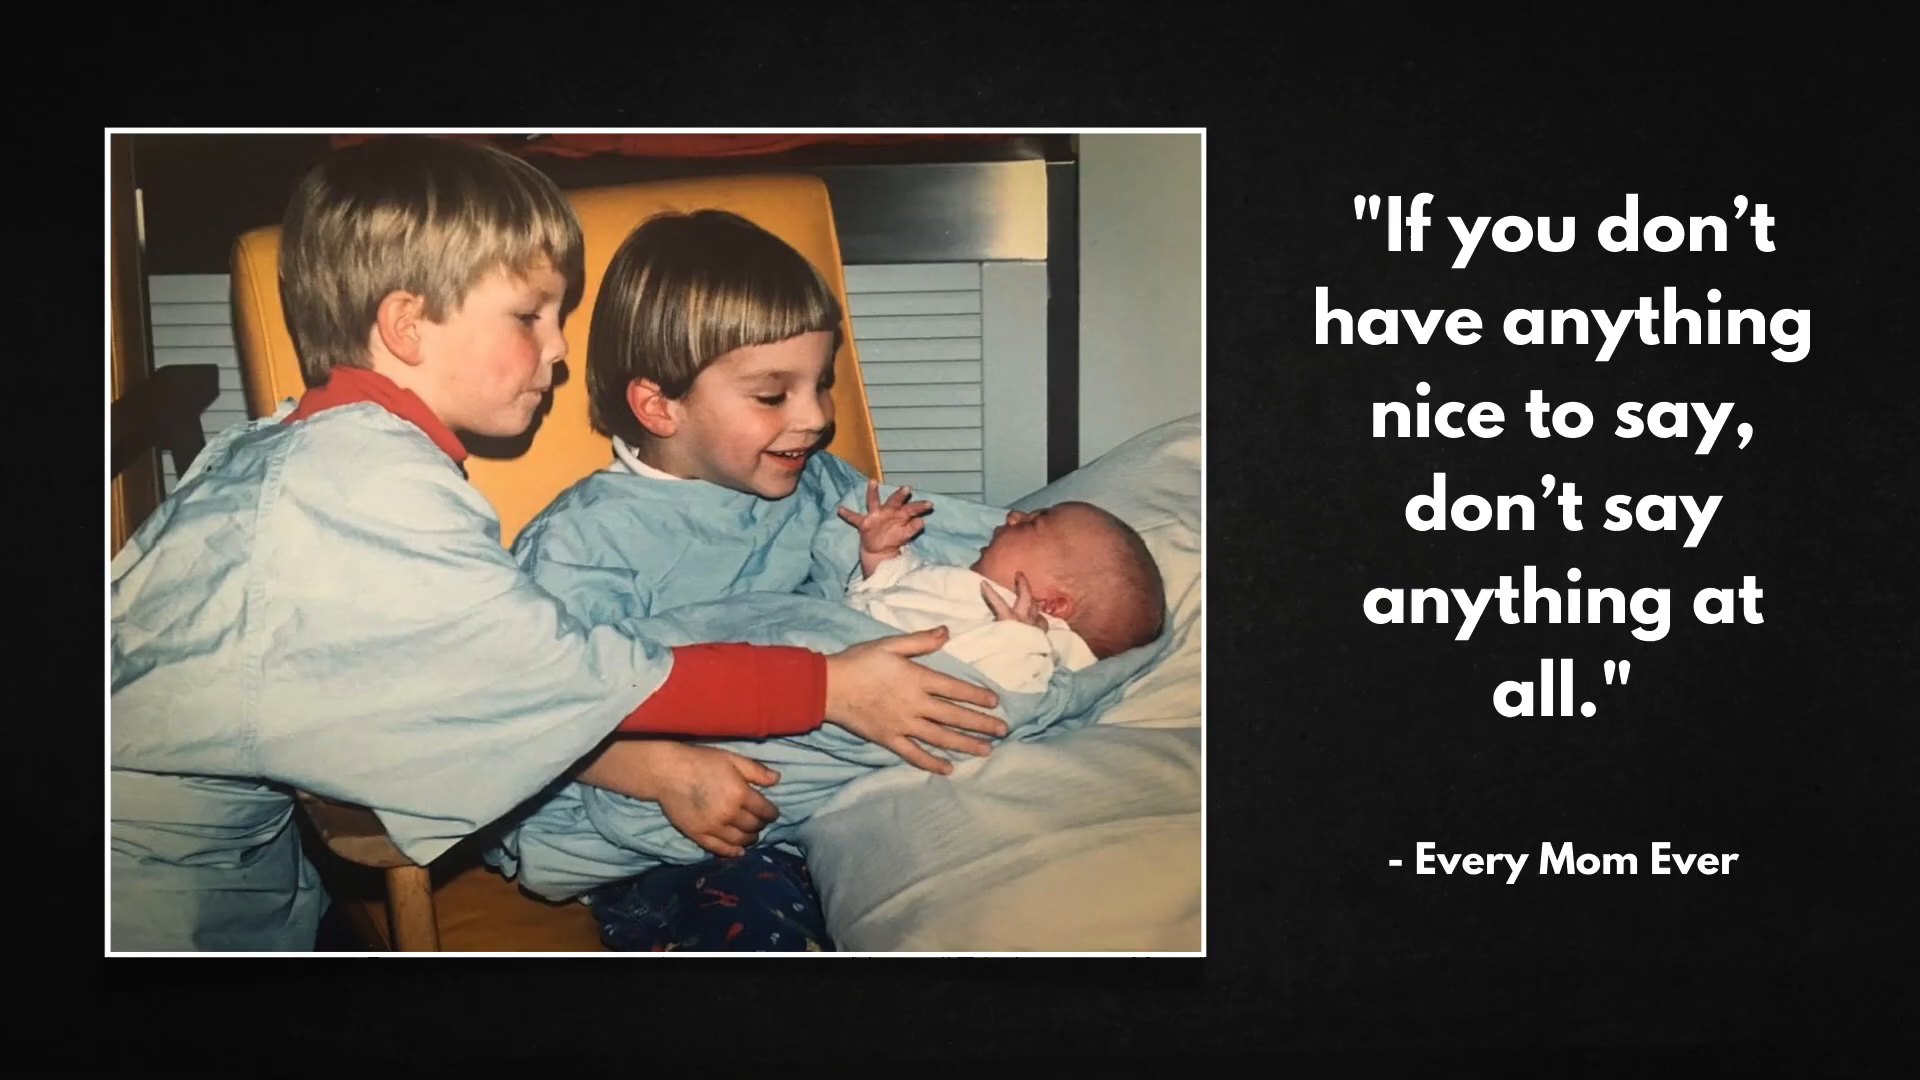 "If you don’t
have anything
nice to say,
don’t say
anything at
all."
- Every Mom Ever